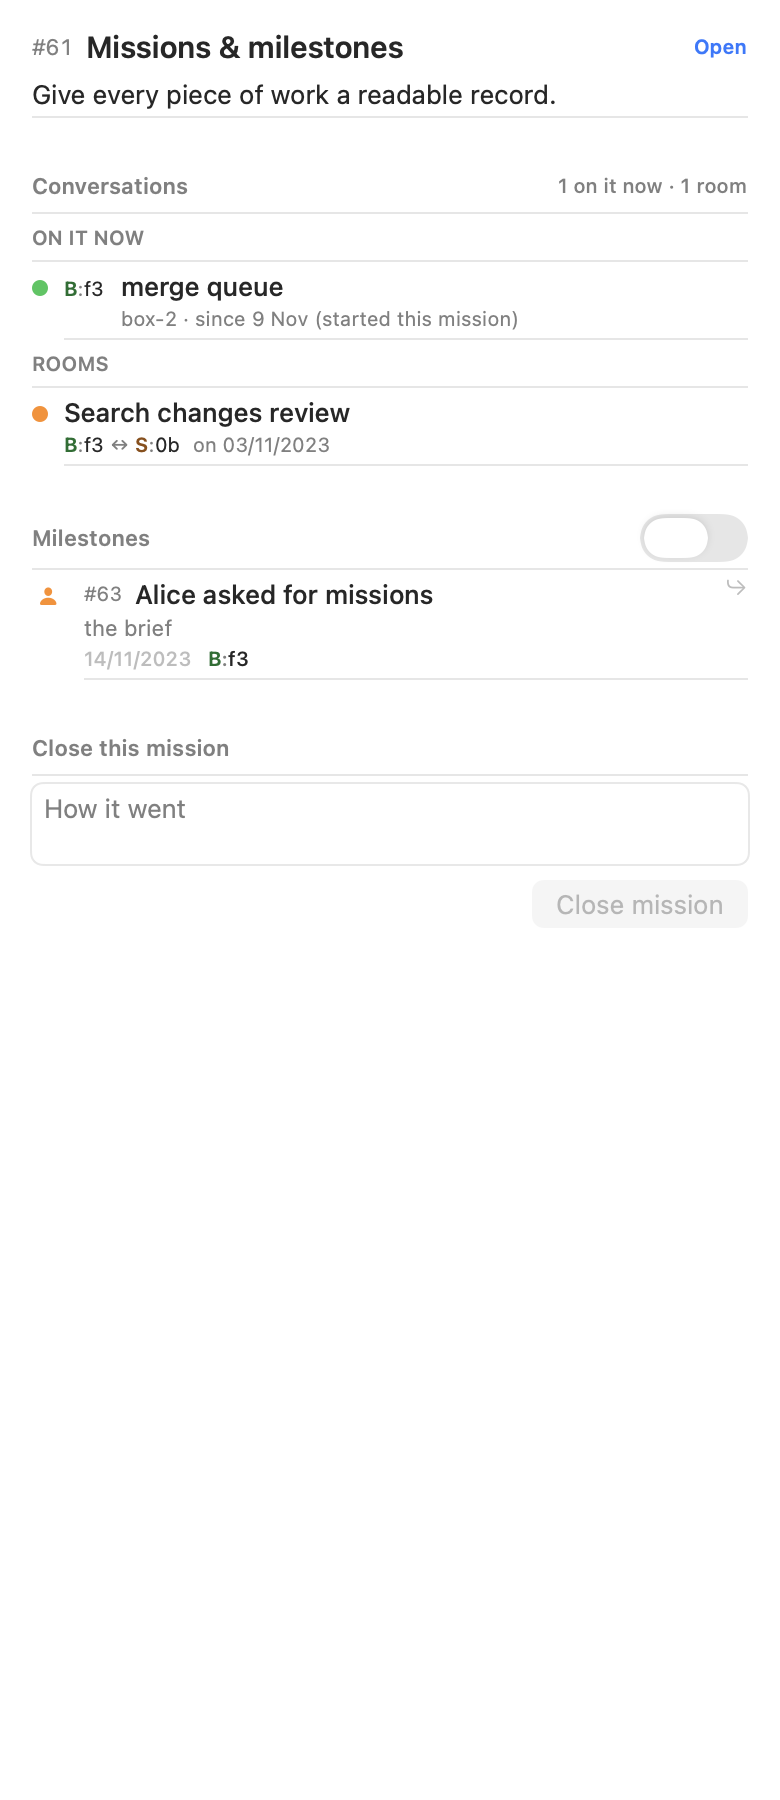 #61 Missions & milestones Open
Give every piece of work a readable record.
Conversations 1 on it now · 1 room
ON IT NOW
B:f3 merge queue
box-2 · since 9 Nov (started this mission)
ROOMS
Search changes review
B:f3 ↔ S:0b on 03/11/2023
Milestones
#63 Alice asked for missions
the brief
14/11/2023 B:f3
Close this mission
How it went
Close mission